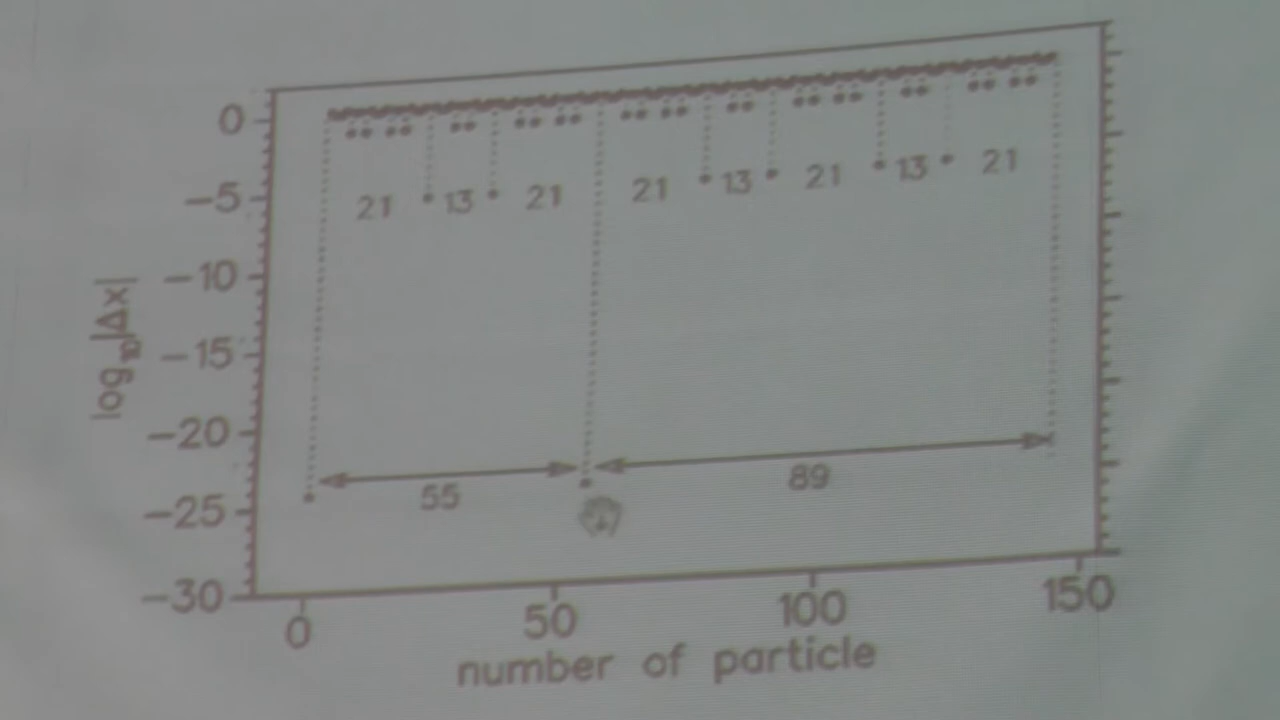 0
−5
21 13 21 21 13 21 13 21
−10
log10|Δx|
−15
−20
55 89
−25
−30
0 50 100 150
number of particle